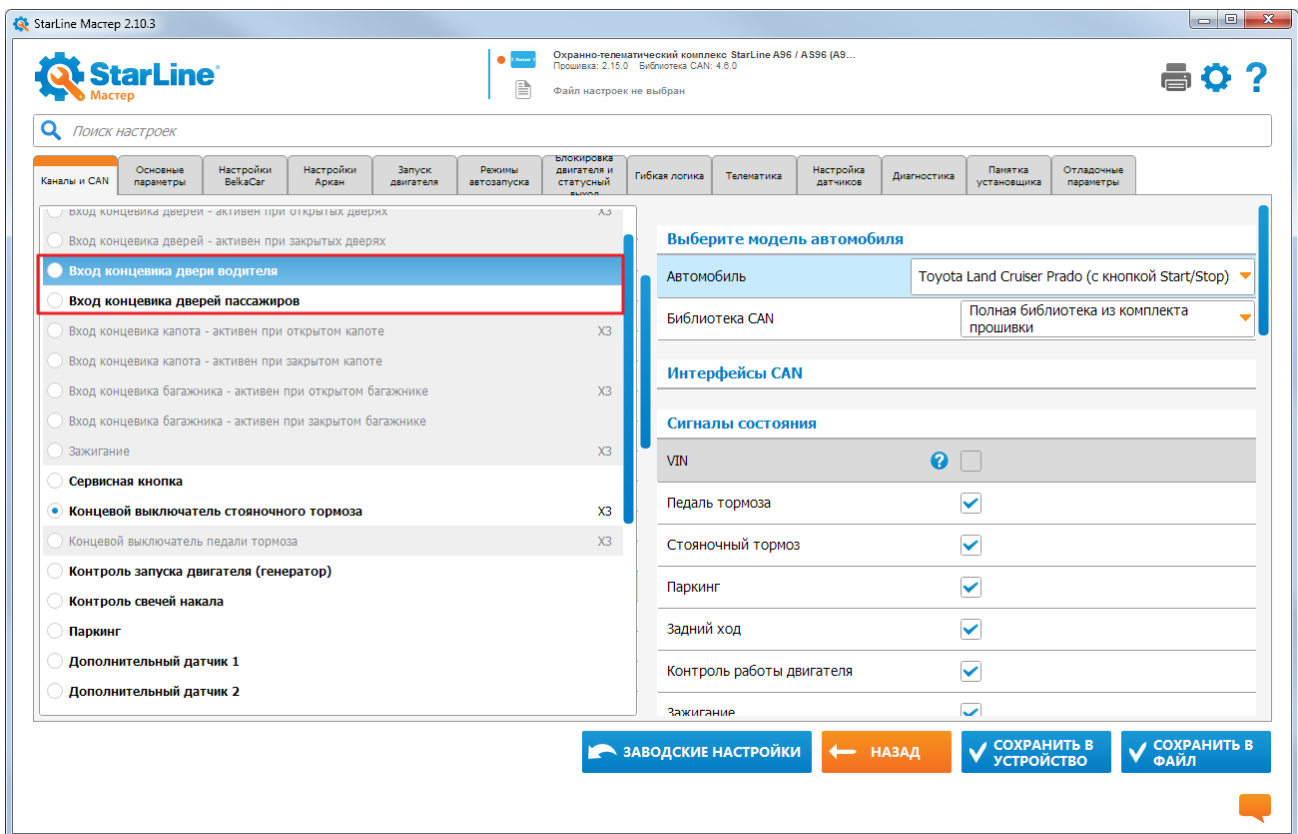 StarLine Мастер 2.10.3
StarLine
Мастер
Охранно-телематический комплекс StarLine A96 / AS96 (A9...
Прошивка: 2.15.0 Библиотека CAN: 4.6.0
Файл настроек не выбран
Поиск настроек
Каналы и CAN
Основные
параметры
Настройки
BelkaCar
Настройки
Аркан
Запуск
двигателя
Режимы
автозапуска
Блокировка
двигателя и
статусный
выход
Гибкая логика
Телематика
Настройка
датчиков
Диагностика
Памятка
установщика
Отладочные
параметры
Вход концевика дверей - активен при открытых дверях X3
Вход концевика дверей - активен при закрытых дверях
Вход концевика двери водителя
Вход концевика дверей пассажиров
Вход концевика капота - активен при открытом капоте X3
Вход концевика капота - активен при закрытом капоте
Вход концевика багажника - активен при открытом багажнике X3
Вход концевика багажника - активен при закрытом багажнике
Зажигание X3
Сервисная кнопка
Концевой выключатель стояночного тормоза X3
Концевой выключатель педали тормоза X3
Контроль запуска двигателя (генератор)
Контроль свечей накала
Паркинг
Дополнительный датчик 1
Дополнительный датчик 2
Выберите модель автомобиля
Автомобиль Toyota Land Cruiser Prado (с кнопкой Start/Stop)
Библиотека CAN Полная библиотека из комплекта
прошивки
Интерфейсы CAN
Сигналы состояния
VIN ?
Педаль тормоза
Стояночный тормоз
Паркинг
Задний ход
Контроль работы двигателя
Зажигание
ЗАВОДСКИЕ НАСТРОЙКИ
НАЗАД
СОХРАНИТЬ В
УСТРОЙСТВО
СОХРАНИТЬ В
ФАЙЛ